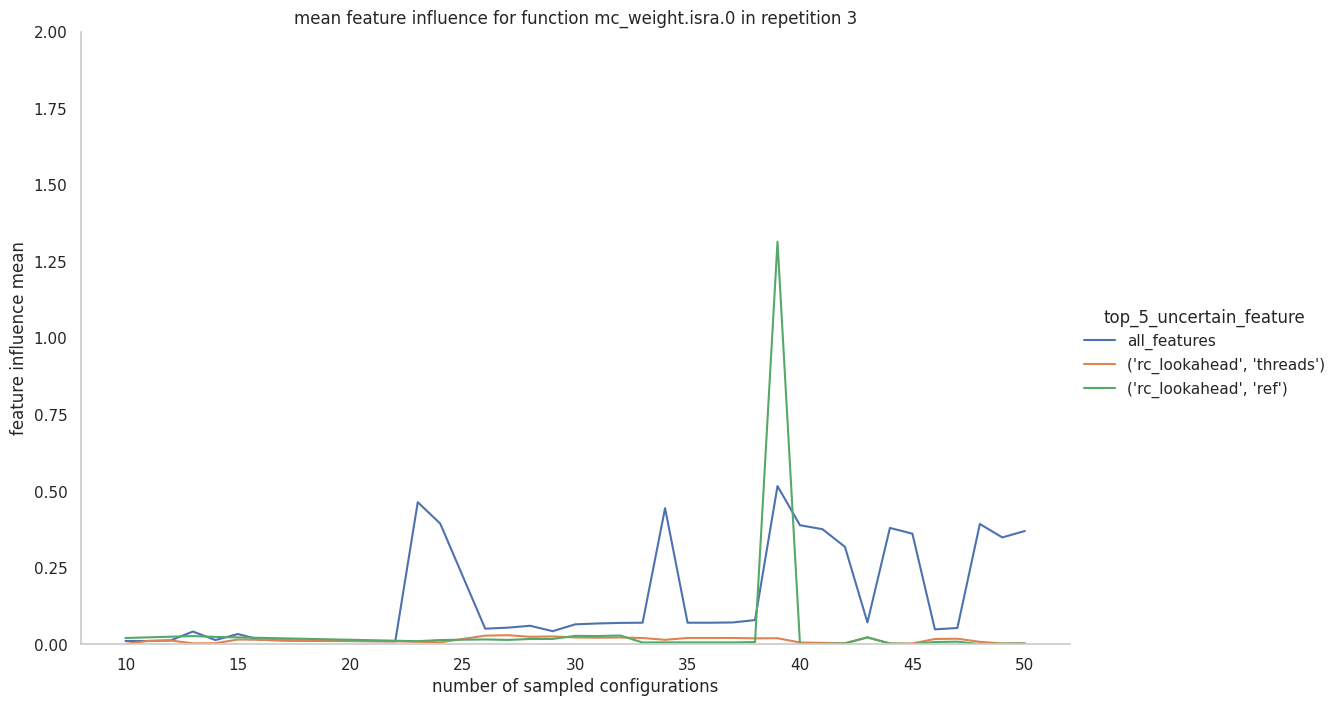 mean feature influence for function mc_weight.isra.0 in repetition 3
2.00
1.75
1.50
1.25
1.00
0.75
0.50
0.25
0.00
feature influence mean
10 15 20 25 30 35 40 45 50
number of sampled configurations
top_5_uncertain_feature
all_features
('rc_lookahead', 'threads')
('rc_lookahead', 'ref')